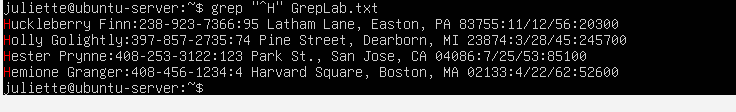 juliette@ubuntu-server:~$ grep "^H" GrepLab.txt
Huckleberry Finn:238-923-7366:95 Latham Lane, Easton, PA 83755:11/12/56:20300
Holly Golightly:397-857-2735:74 Pine Street, Dearborn, MI 23874:3/28/45:245700
Hester Prynne:408-253-3122:123 Park St., San Jose, CA 04086:7/25/53:85100
Hemione Granger:408-456-1234:4 Harvard Square, Boston, MA 02133:4/22/62:52600
juliette@ubuntu-server:~$